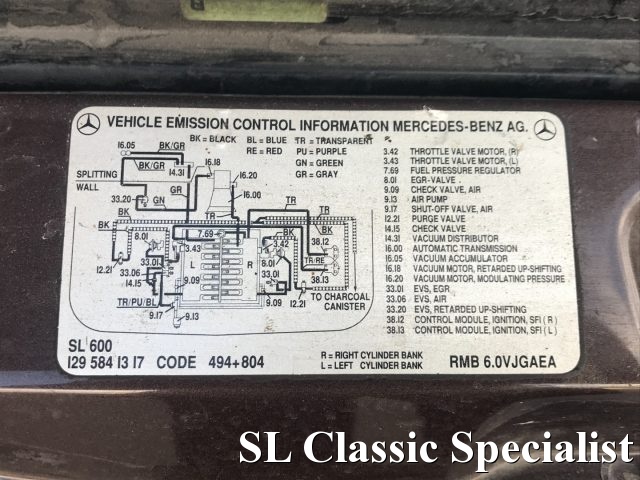 VEHICLE EMISSION CONTROL INFORMATION MERCEDES-BENZ AG.
BK = BLACK BL = BLUE TR = TRANSPARENT
RE = RED PU = PURPLE
GN = GREEN
GR = GRAY
16.05
BK/GR
BK/GR
14.31
16.18
16.20
SPLITTING
WALL
GR
GN
33.20
16.00
BK
TR
TR
BK
BK
BK
8.01
7.69
3.43
3.42
38.12
TR/RE
38.13
8.01
12.21
33.01
33.06
14.15
L
R
33.01
9.09
9.09
12.21
TR/PU/BL
9.17
9.13
TO CHARCOAL
CANISTER
3.42 THROTTLE VALVE MOTOR, (R)
3.43 THROTTLE VALVE MOTOR, (L)
7.69 FUEL PRESSURE REGULATOR
8.01 EGR-VALVE
9.09 CHECK VALVE, AIR
9.13 AIR PUMP
9.17 SHUT-OFF VALVE, AIR
12.21 PURGE VALVE
14.15 CHECK VALVE
14.31 VACUUM DISTRIBUTOR
16.00 AUTOMATIC TRANSMISSION
16.05 VACUUM ACCUMULATOR
16.18 VACUUM MOTOR, RETARDED UP-SHIFTING
16.20 VACUUM MOTOR, MODULATING PRESSURE
33.01 EVS, EGR
33.06 EVS, AIR
33.20 EVS, RETARDED UP-SHIFTING
38.12 CONTROL MODULE, IGNITION, SFI ( R )
38.13 CONTROL MODULE, IGNITION, SFI ( L )
SL 600
129 584 13 17 CODE 494+804
R = RIGHT CYLINDER BANK
L = LEFT CYLINDER BANK
RMB 6.0VJGAEA
SL Classic Specialist